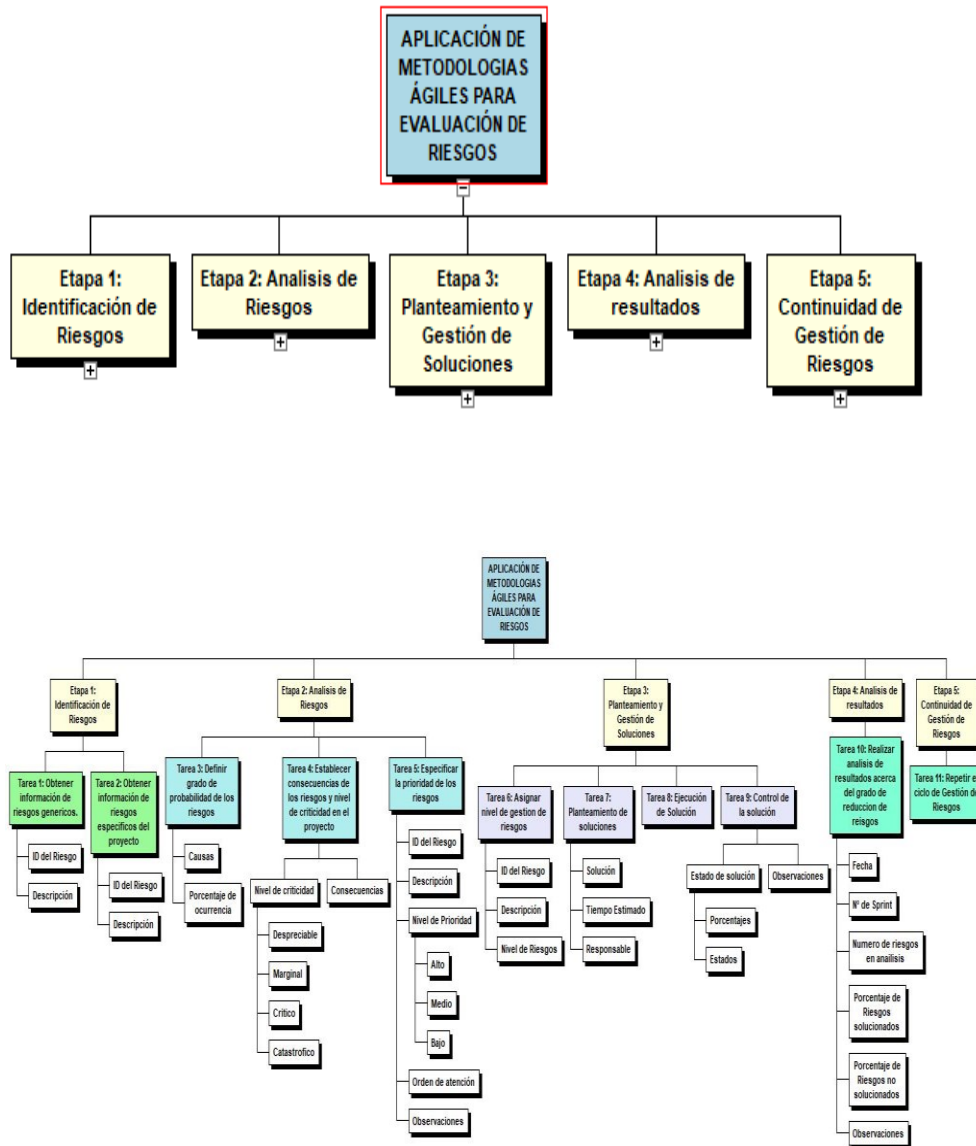 APLICACIÓN DE
METODOLOGIAS
ÁGILES PARA
EVALUACIÓN DE
RIESGOS
Etapa 1:
Identificación de
Riesgos
Etapa 2: Analisis de
Riesgos
Etapa 3:
Planteamiento y
Gestión de
Soluciones
Etapa 4: Analisis de
resultados
Etapa 5:
Continuidad de
Gestión de
Riesgos
APLICACIÓN DE
METODOLOGIAS
ÁGILES PARA
EVALUACIÓN DE
RIESGOS
Etapa 1:
Identificación de
Riesgos
Tarea 1: Obtener
información de
riesgos genericos.
ID del Riesgo
Descripción
Tarea 2: Obtener
información de
riesgos
especificos del
proyecto
ID del Riesgo
Descripción
Etapa 2: Analisis de
Riesgos
Tarea 3: Definir
grado de
probabilidad de los
riesgos
Causas
Porcentaje de
ocurrencia
Tarea 4: Establecer
consecuencias de
los riesgos y nivel
de criticidad en el
proyecto
Nivel de criticidad
Despreciable
Marginal
Crítico
Catastrofico
Consecuencias
Tarea 5: Especificar
la prioridad de los
riesgos
ID del Riesgo
Descripción
Nivel de Prioridad
Alto
Medio
Bajo
Orden de atención
Observaciones
Etapa 3:
Planteamiento y
Gestión de
Soluciones
Tarea 6: Asignar
nivel de gestion de
riesgos
ID del Riesgo
Descripción
Nivel de Riesgos
Tarea 7:
Planteamiento de
soluciones
Solución
Tiempo Estimado
Responsable
Tarea 8: Ejecución
de Solución
Tarea 9: Control de
la solución
Estado de solución
Porcentajes
Estados
Observaciones
Etapa 4: Analisis de
resultados
Tarea 10: Realizar
analisis de
resultados acerca
del grado de
reduccion de
reisgos
Fecha
Nº de Sprint
Numero de riesgos
en anailisis
Porcentaje de
Riesgos
solucionados
Porcentaje de
Riesgos no
solucionados
Observaciones
Etapa 5:
Continuidad de
Gestión de
Riesgos
Tarea 11: Repetir el
ciclo de Gestión de
Riesgos